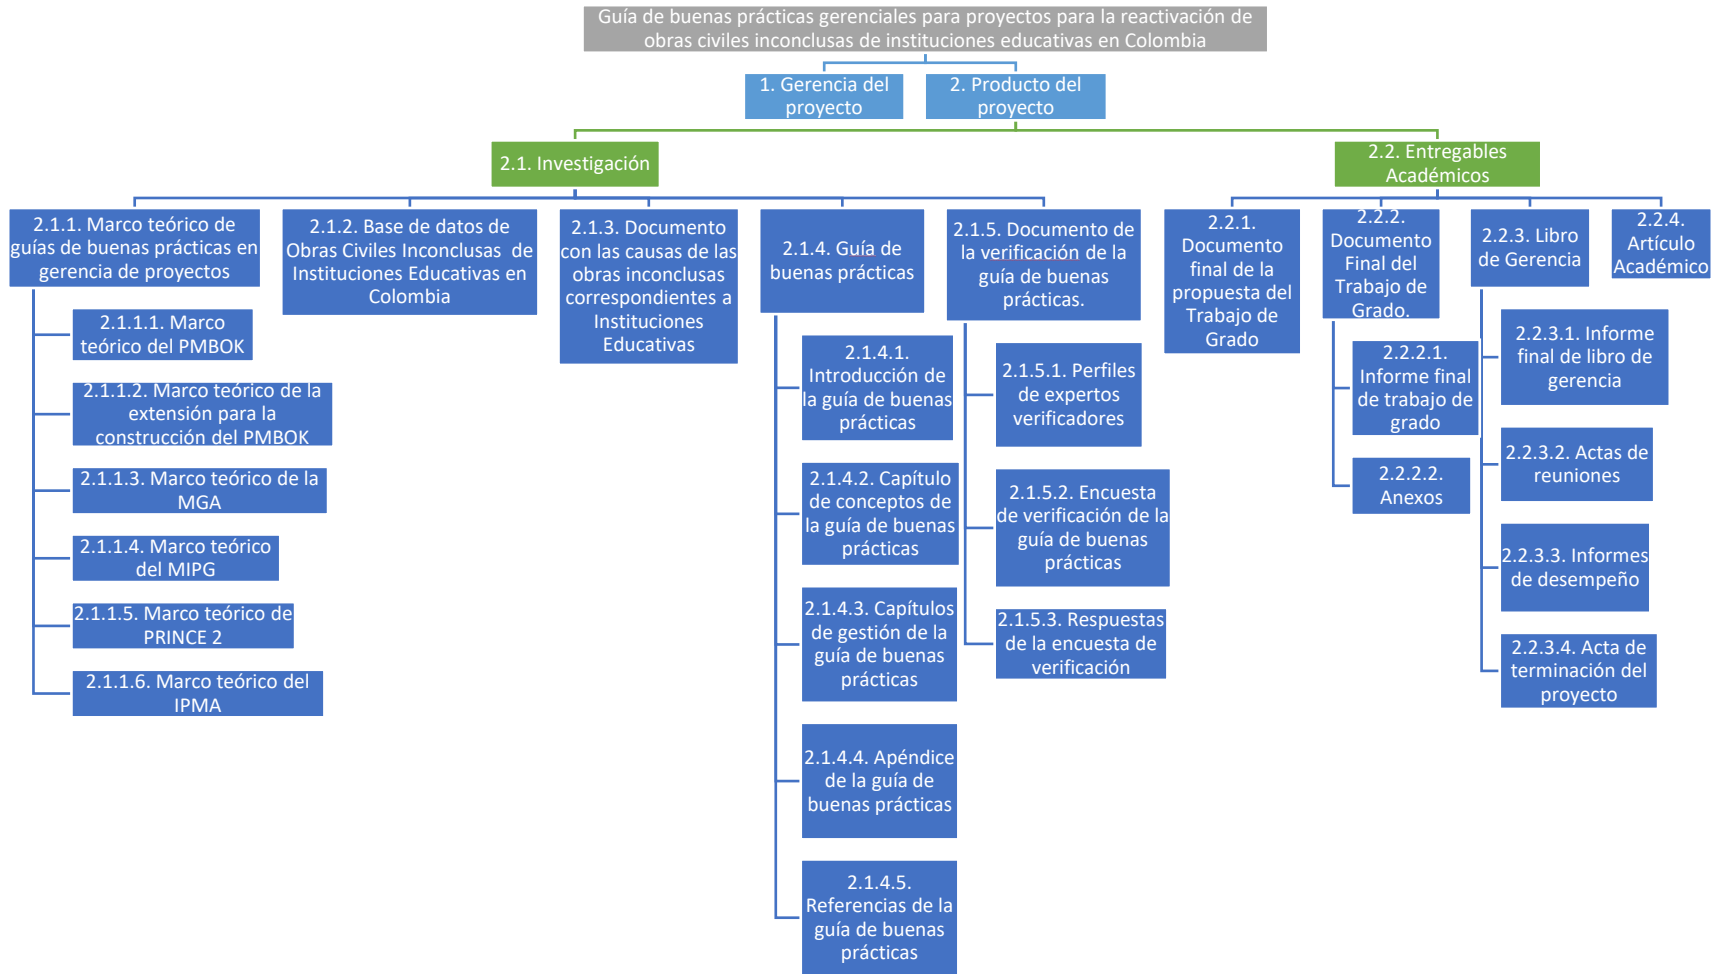 Guía de buenas prácticas gerenciales para proyectos para la reactivación de
obras civiles inconclusas de instituciones educativas en Colombia
1. Gerencia del
proyecto
2. Producto del
proyecto
2.1. Investigación
2.2. Entregables
Académicos
2.1.1. Marco teórico de
guías de buenas prácticas en
gerencia de proyectos
2.1.1.1. Marco
teórico del PMBOK
2.1.1.2. Marco teórico de la
extensión para la
construcción del PMBOK
2.1.1.3. Marco teórico de la
MGA
2.1.1.4. Marco teórico
del MIPG
2.1.1.5. Marco teórico de
PRINCE 2
2.1.1.6. Marco teórico del
IPMA
2.1.2. Base de datos de
Obras Civiles Inconclusas de
Instituciones Educativas en
Colombia
2.1.3. Documento
con las causas de las
obras inconclusas
correspondientes a
Instituciones
Educativas
2.1.4. Guía de
buenas prácticas
2.1.4.1.
Introducción de
la guía de buenas
prácticas
2.1.4.2. Capítulo
de conceptos de
la guía de buenas
prácticas
2.1.4.3. Capítulos
de gestión de la
guía de buenas
prácticas
2.1.4.4. Apéndice
de la guía de
buenas prácticas
2.1.4.5.
Referencias de la
guía de buenas
prácticas
2.1.5. Documento de
la verificación de la
guía de buenas
prácticas.
2.1.5.1. Perfiles
de expertos
verificadores
2.1.5.2. Encuesta
de verificación de la
guía de buenas
prácticas
2.1.5.3. Respuestas
de la encuesta de
verificación
2.2.1.
Documento
final de la
propuesta del
Trabajo de
Grado
2.2.2.
Documento
Final del
Trabajo de
Grado.
2.2.2.1.
Informe final
de trabajo de
grado
2.2.2.2.
Anexos
2.2.3. Libro
de Gerencia
2.2.3.1. Informe
final de libro de
gerencia
2.2.3.2. Actas de
reuniones
2.2.3.3. Informes
de desempeño
2.2.3.4. Acta de
terminación del
proyecto
2.2.4.
Artículo
Académico